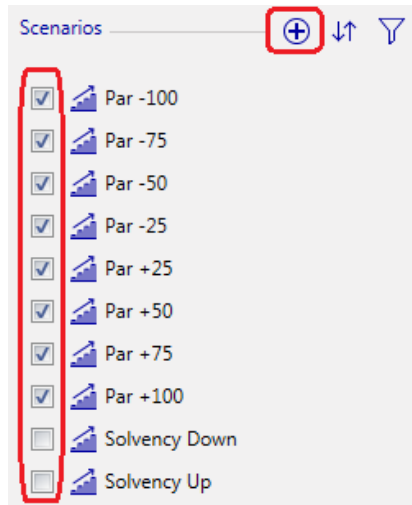 Scenarios
Par -100
Par -75
Par -50
Par -25
Par +25
Par +50
Par +75
Par +100
Solvency Down
Solvency Up